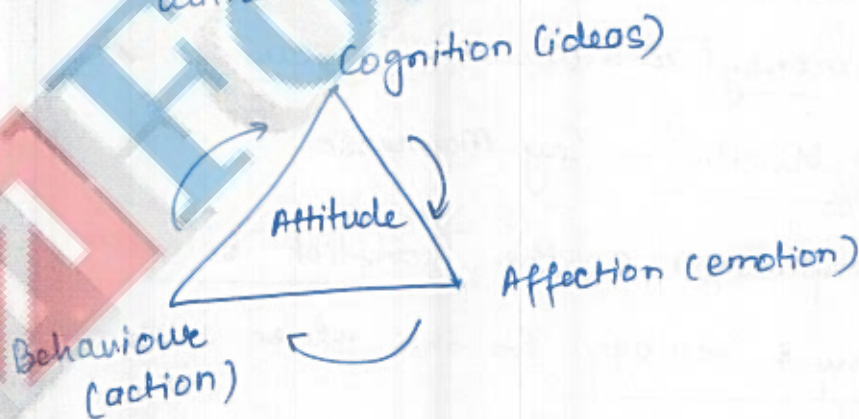 Cognition (ideas)
Attitude
Affection (emotion)
Behaviour
(action)